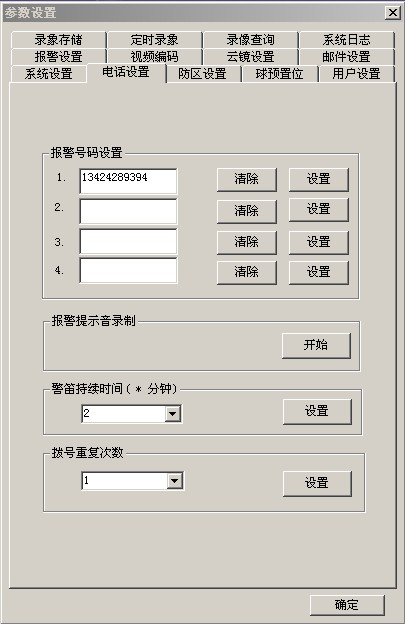 参数设置
录象存储 定时录象 录像查询 系统日志
报警设置 视频编码 云镜设置 邮件设置
系统设置 电话设置 防区设置 球预置位 用户设置
报警号码设置
1. 13424289394 清除 设置
2. 清除 设置
3. 清除 设置
4. 清除 设置
报警提示音录制
开始
警笛持续时间(* 分钟)
2 设置
拨号重复次数
1 设置
确定